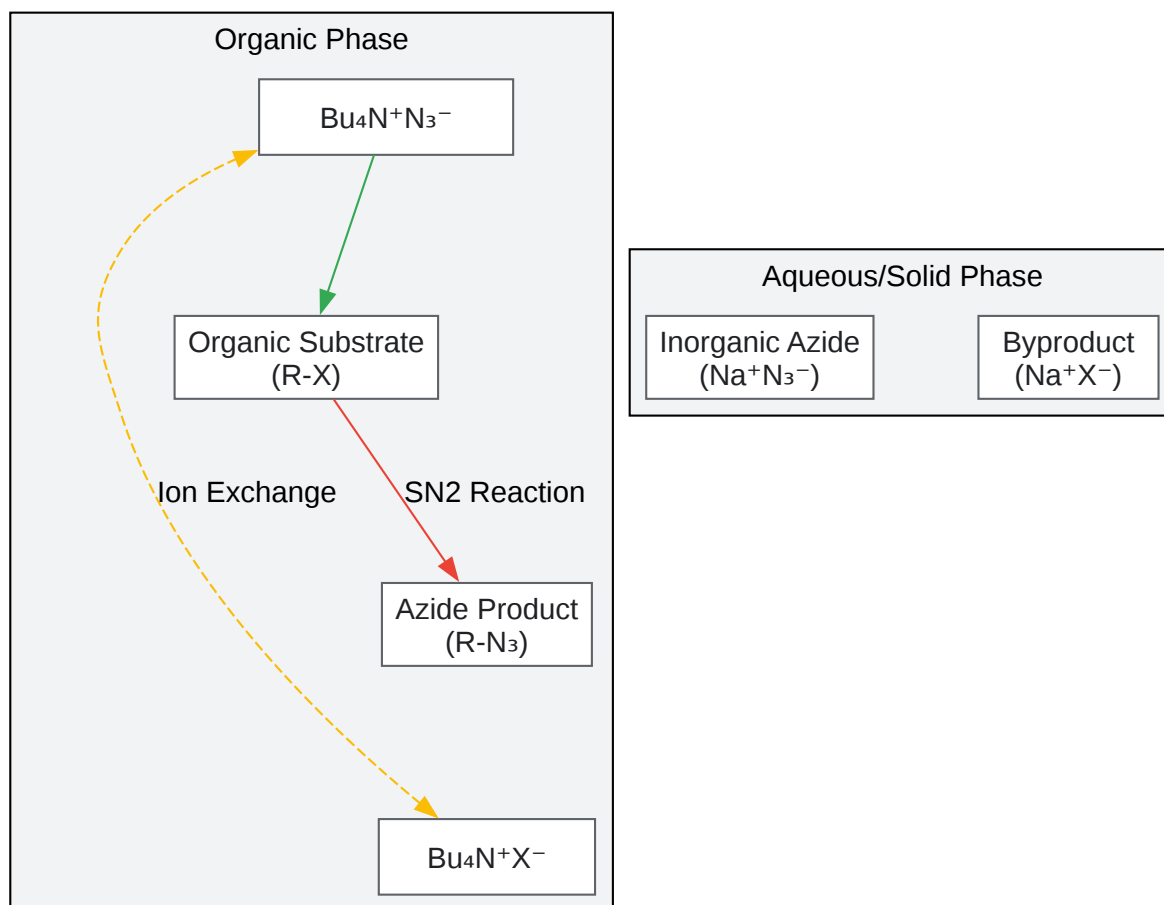 Organic Phase
Bu₄N⁺N₃⁻
Organic Substrate
(R-X)
Ion Exchange
SN2 Reaction
Azide Product
(R-N₃)
Bu₄N⁺X⁻
Aqueous/Solid Phase
Inorganic Azide
(Na⁺N₃⁻)
Byproduct
(Na⁺X⁻)